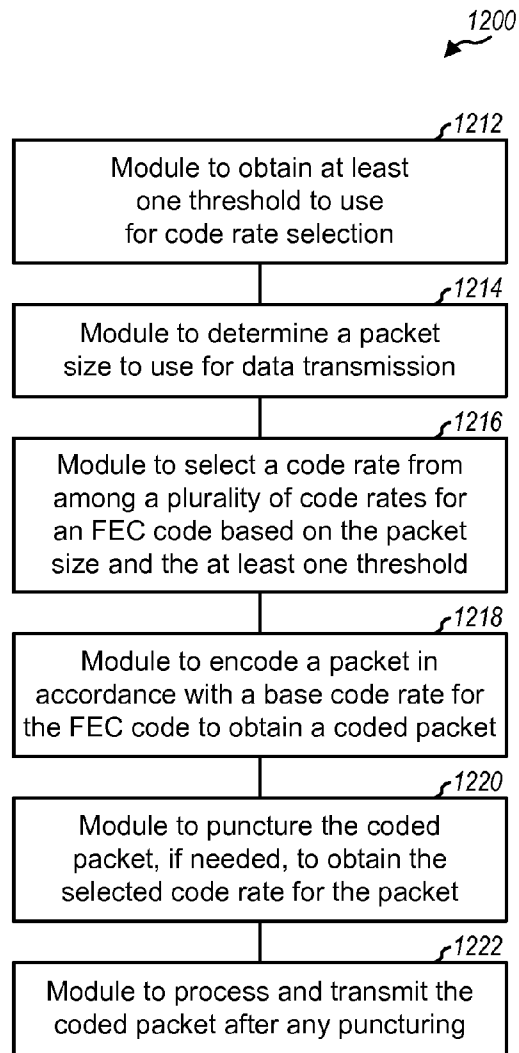 1200
1212
Module to obtain at least
one threshold to use
for code rate selection
1214
Module to determine a packet
size to use for data transmission
1216
Module to select a code rate from
among a plurality of code rates for
an FEC code based on the packet
size and the at least one threshold
1218
Module to encode a packet in
accordance with a base code rate for
the FEC code to obtain a coded packet
1220
Module to puncture the coded
packet, if needed, to obtain the
selected code rate for the packet
1222
Module to process and transmit the
coded packet after any puncturing